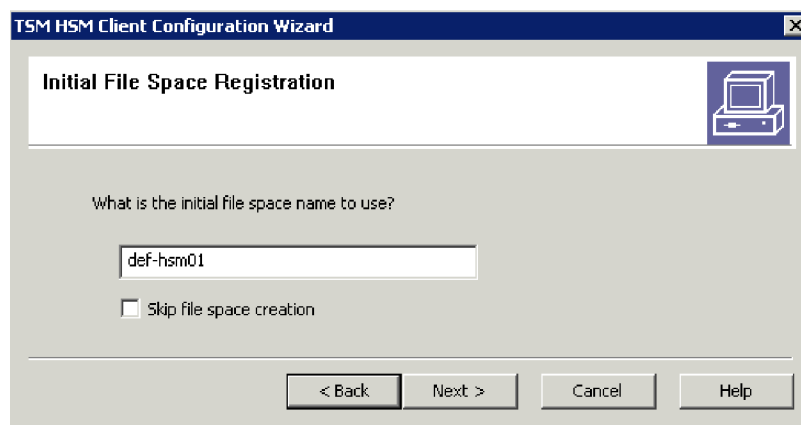 TSM HSM Client Configuration Wizard
Initial File Space Registration
What is the initial file space name to use?
def-hsm01
Skip file space creation
< Back Next > Cancel Help